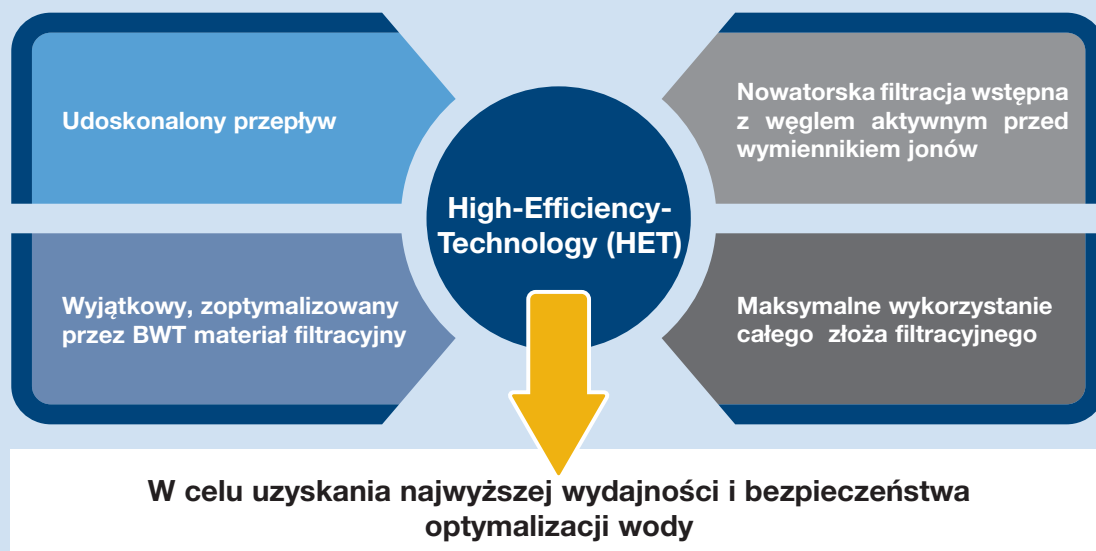 Udoskonalony przepływ
Wyjątkowy, zoptymalizowany
przez BWT materiał filtracyjny
High-Efficiency-
Technology (HET)
Nowatorska filtracja wstępna
z węglem aktywnym przed
wymiennikiem jonów
Maksymalne wykorzystanie
całego złoża filtracyjnego
W celu uzyskania najwyższej wydajności i bezpieczeństwa
optymalizacji wody